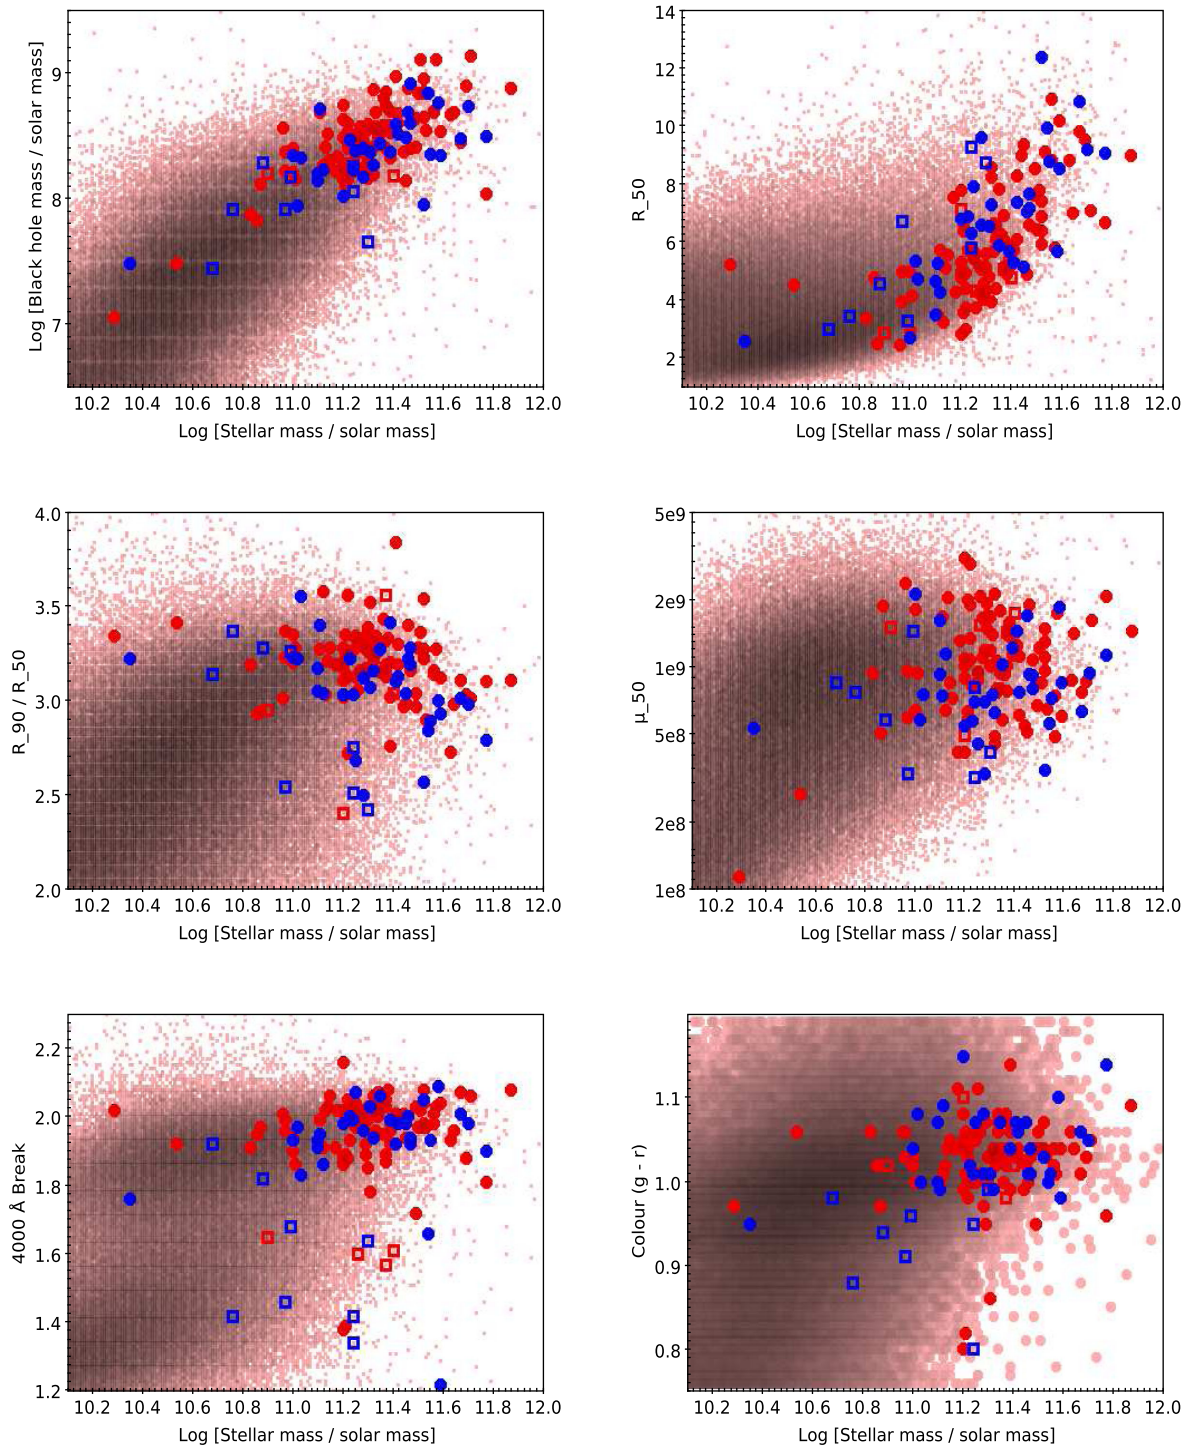 Log [Black hole mass / solar mass]
9
8
7
10.2 10.4 10.6 10.8 11.0 11.2 11.4 11.6 11.8 12.0
Log [Stellar mass / solar mass]
R_50
14
12
10
8
6
4
2
10.2 10.4 10.6 10.8 11.0 11.2 11.4 11.6 11.8 12.0
Log [Stellar mass / solar mass]
R_90 / R_50
4.0
3.5
3.0
2.5
2.0
10.2 10.4 10.6 10.8 11.0 11.2 11.4 11.6 11.8 12.0
Log [Stellar mass / solar mass]
μ_50
5e9
2e9
1e9
5e8
2e8
1e8
10.2 10.4 10.6 10.8 11.0 11.2 11.4 11.6 11.8 12.0
Log [Stellar mass / solar mass]
4000 Å Break
2.2
2.0
1.8
1.6
1.4
1.2
10.2 10.4 10.6 10.8 11.0 11.2 11.4 11.6 11.8 12.0
Log [Stellar mass / solar mass]
Colour (g - r)
1.1
1.0
0.9
0.8
10.2 10.4 10.6 10.8 11.0 11.2 11.4 11.6 11.8 12.0
Log [Stellar mass / solar mass]